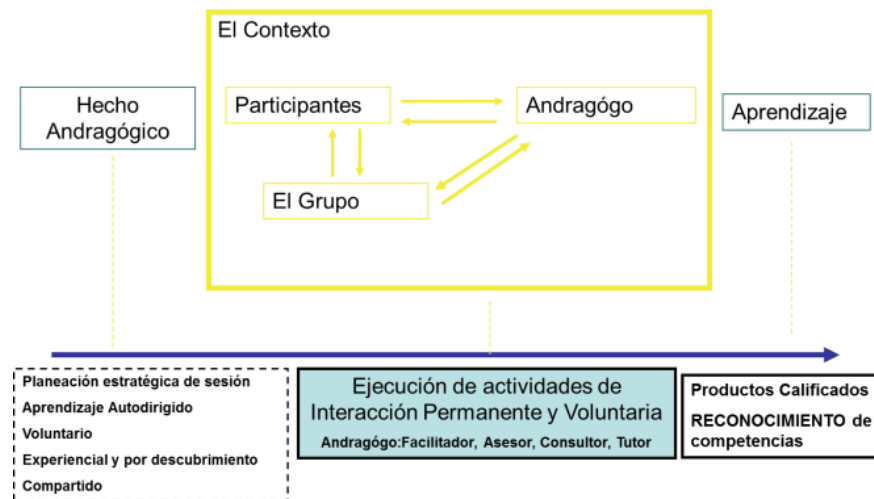 El Contexto
Hecho
Andragógico
Participantes
Andragógo
Aprendizaje
El Grupo
Planeación estratégica de sesión
Aprendizaje Autodirigido
Voluntario
Experiencial y por descubrimiento
Compartido
Ejecución de actividades de
Interacción Permanente y Voluntaria
Andragógo:Facilitador, Asesor, Consultor, Tutor
Productos Calificados
RECONOCIMIENTO de
competencias